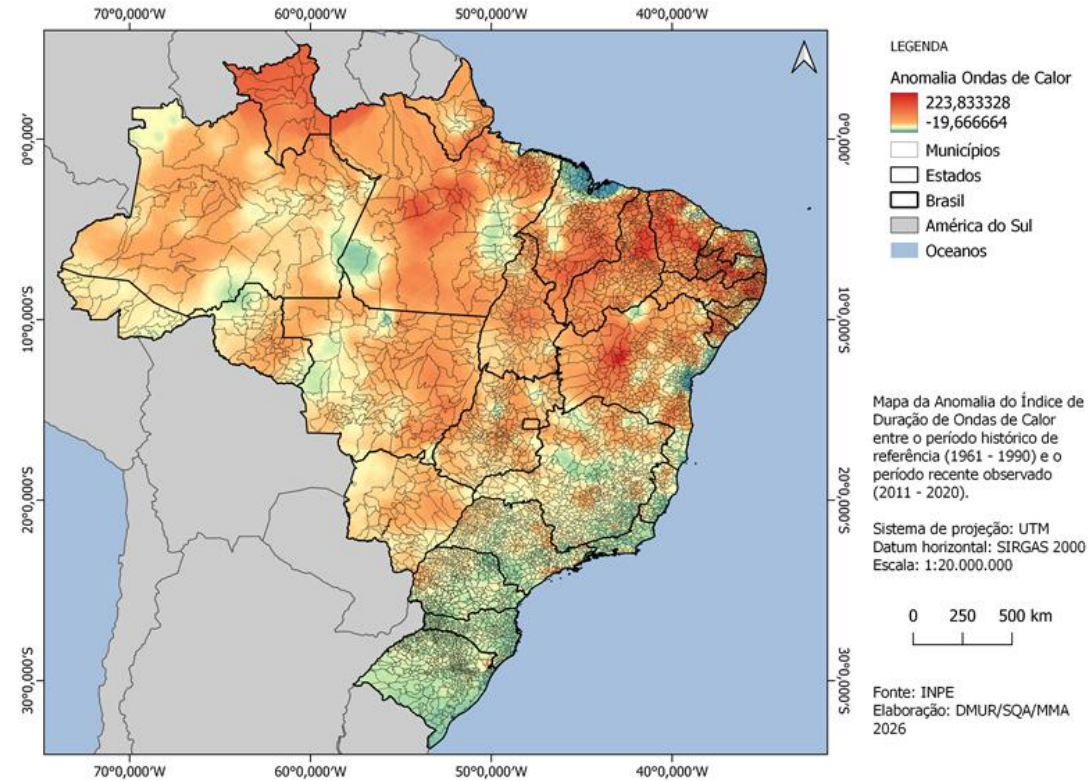 70°0,000'W 60°0,000'W 50°0,000'W 40°0,000'W
0°0,000'
10°0,000'S
20°0,000'S
30°0,000'S
0°0,000'
10°0,000'S
20°0,000'S
30°0,000'S
70°0,000'W 60°0,000'W 50°0,000'W 40°0,000'W
LEGENDA
Anomalia Ondas de Calor
223,833328
-19,666664
Municípios
Estados
Brasil
América do Sul
Oceanos
Mapa da Anomalia do Índice de
Duração de Ondas de Calor
entre o período histórico de
referência (1961 - 1990) e o
período recente observado
(2011 - 2020).
Sistema de projeção: UTM
Datum horizontal: SIRGAS 2000
Escala: 1:20.000.000
0 250 500 km
Fonte: INPE
Elaboração: DMUR/SQA/MMA
2026